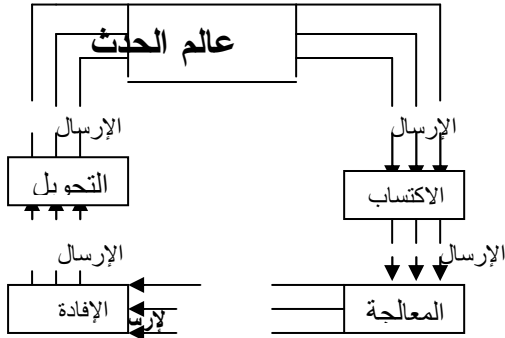 عالم الحدث
الإرسال
الإرسال
التحويل
الاكتساب
الإرسال
الإرسال
الإفادة
المعالجة